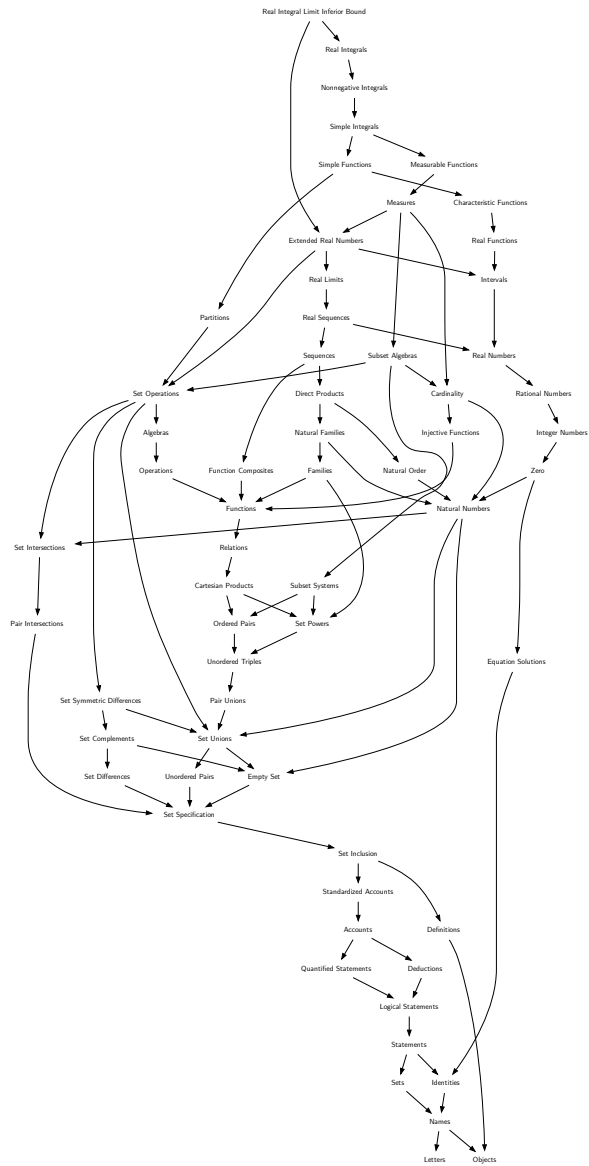 Real Integral Limit Inferior Bound
Real Integrals
Nonnegative Integrals
Simple Integrals
Simple Functions
Measurable Functions
Measures
Characteristic Functions
Extended Real Numbers
Real Functions
Real Limits
Intervals
Partitions
Real Sequences
Sequences
Subset Algebras
Real Numbers
Set Operations
Direct Products
Cardinality
Rational Numbers
Algebras
Natural Families
Injective Functions
Integer Numbers
Operations
Function Composites
Families
Natural Order
Zero
Functions
Natural Numbers
Set Intersections
Relations
Cartesian Products
Subset Systems
Pair Intersections
Ordered Pairs
Set Powers
Unordered Triples
Equation Solutions
Set Symmetric Differences
Pair Unions
Set Complements
Set Unions
Set Differences
Unordered Pairs
Empty Set
Set Specification
Set Inclusion
Standardized Accounts
Accounts
Definitions
Quantified Statements
Deductions
Logical Statements
Statements
Sets
Identities
Names
Letters
Objects